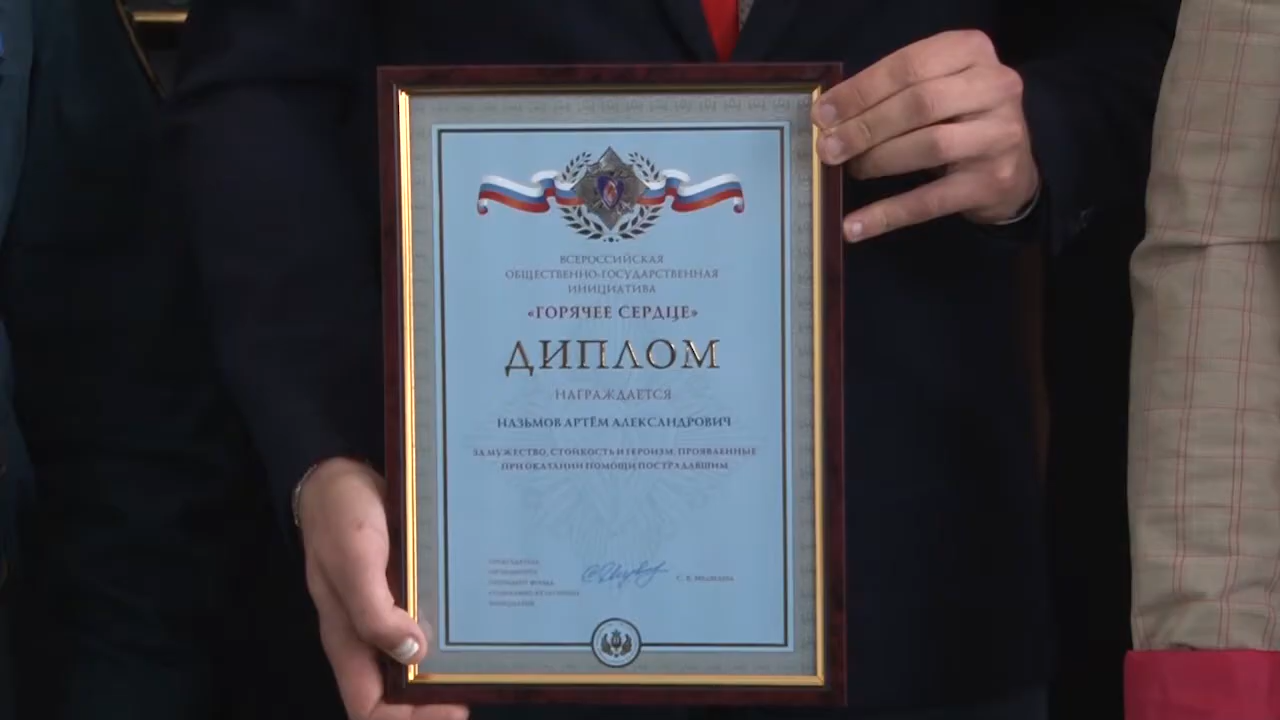 ВСЕРОССИЙСКАЯ
ОБЩЕСТВЕННО-ГОСУДАРСТВЕННАЯ
ИНИЦИАТИВА
«ГОРЯЧЕЕ СЕРДЦЕ»
ДИПЛОМ
НАГРАЖДАЕТСЯ
НАЗЬМОВ АРТЁМ АЛЕКСАНДРОВИЧ
ЗА МУЖЕСТВО, СТОЙКОСТЬ И ГЕРОИЗМ, ПРОЯВЛЕННЫЕ
ПРИ ОКАЗАНИИ ПОМОЩИ ПОСТРАДАВШИМ
С. В. МЕДВЕДЕВА